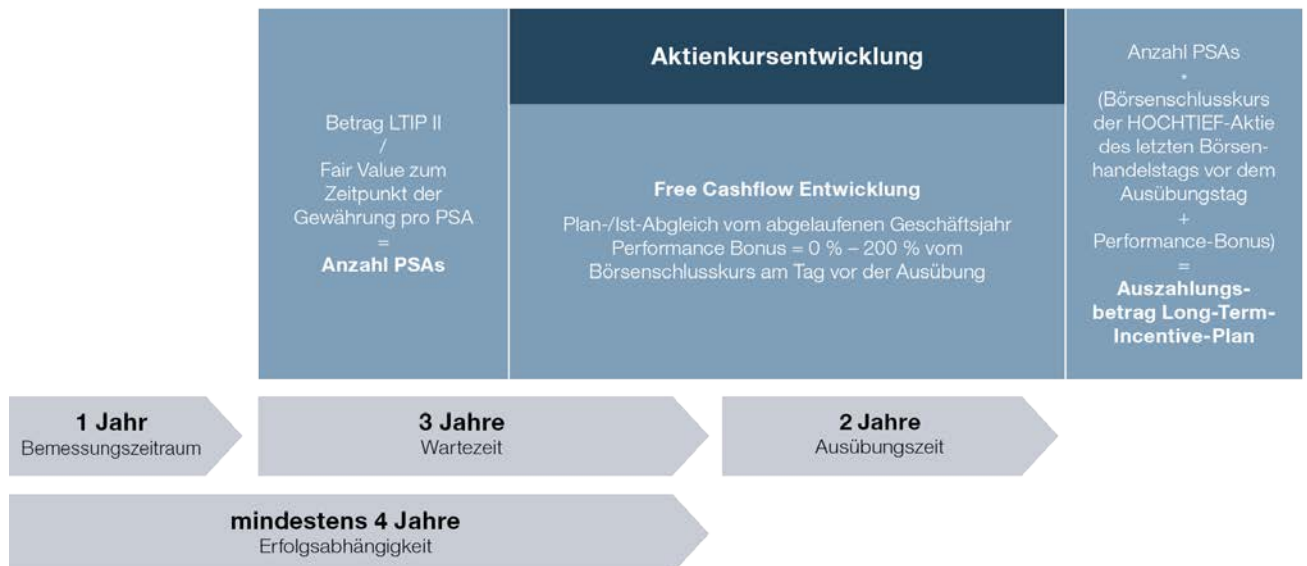 Betrag LTIP II
/
Fair Value zum
Zeitpunkt der
Gewährung pro PSA
=
Anzahl PSAs
Aktienkursentwicklung
Free Cashflow Entwicklung
Plan-/Ist-Abgleich vom abgelaufenen Geschäftsjahr
Performance Bonus = 0 % – 200 % vom
Börsenschlusskurs am Tag vor der Ausübung
Anzahl PSAs
*
(Börsenschlusskurs
der HOCHTIEF-Aktie
des letzten Börsen-
handelstags vor dem
Ausübungstag
+
Performance-Bonus)
=
Auszahlungs-
betrag Long-Term-
Incentive-Plan
1 Jahr
Bemessungszeitraum
3 Jahre
Wartezeit
2 Jahre
Ausübungszeit
mindestens 4 Jahre
Erfolgsabhängigkeit